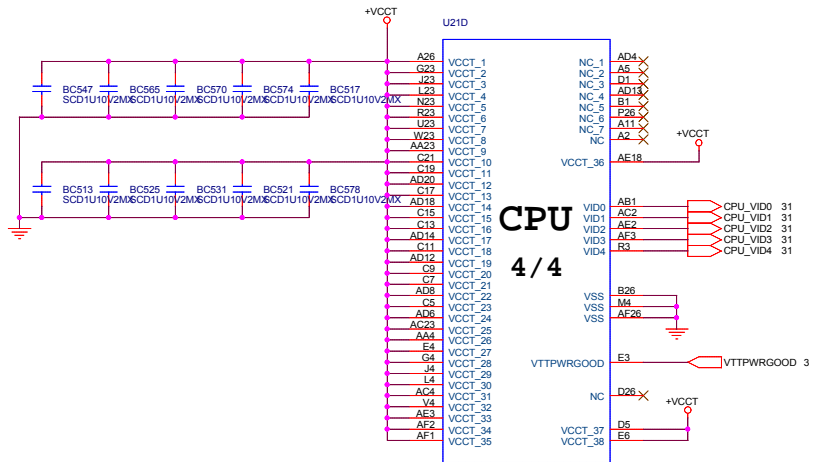 +VCCT
U21D
A26 VCCT_1
G23 VCCT_2
J23 VCCT_3
L23 VCCT_4
N23 VCCT_5
R23 VCCT_6
U23 VCCT_7
W23 VCCT_8
AA23 VCCT_9
C21 VCCT_10
C19 VCCT_11
AD20 VCCT_12
C17 VCCT_13
AD18 VCCT_14
C15 VCCT_15
C13 VCCT_16
AD14 VCCT_17
C11 VCCT_18
AD12 VCCT_19
C9 VCCT_20
C7 VCCT_21
AD8 VCCT_22
C5 VCCT_23
AD6 VCCT_24
AC23 VCCT_25
AA4 VCCT_26
E4 VCCT_27
G4 VCCT_28
J4 VCCT_29
L4 VCCT_30
AC4 VCCT_31
V4 VCCT_32
AE3 VCCT_33
AF2 VCCT_34
AF1 VCCT_35
BC547 BC565 BC570 BC574 BC517
SCD1U10V2MX SCD1U10V2MX SCD1U10V2MX SCD1U10V2MX SCD1U10V2MX
BC513 BC525 BC531 BC521 BC578
SCD1U10V2MX SCD1U10V2MX SCD1U10V2MX SCD1U10V2MX SCD1U10V2MX
CPU
4/4
NC_1 AD4
NC_2 A5
NC_3 D1
NC_4 AD13
NC_5 B1
NC_6 P26
NC_7 A11
NC A2
+VCCT
VCCT_36 AE18
VID0 AB1 CPU_VID0 31
VID1 AC2 CPU_VID1 31
VID2 AE2 CPU_VID2 31
VID3 AF3 CPU_VID3 31
VID4 R3 CPU_VID4 31
VSS B26
VSS M4
VSS AF26
VTTPWRGOOD E3 VTTPWRGOOD 3
NC D26
+VCCT
VCCT_37 D5
VCCT_38 E6